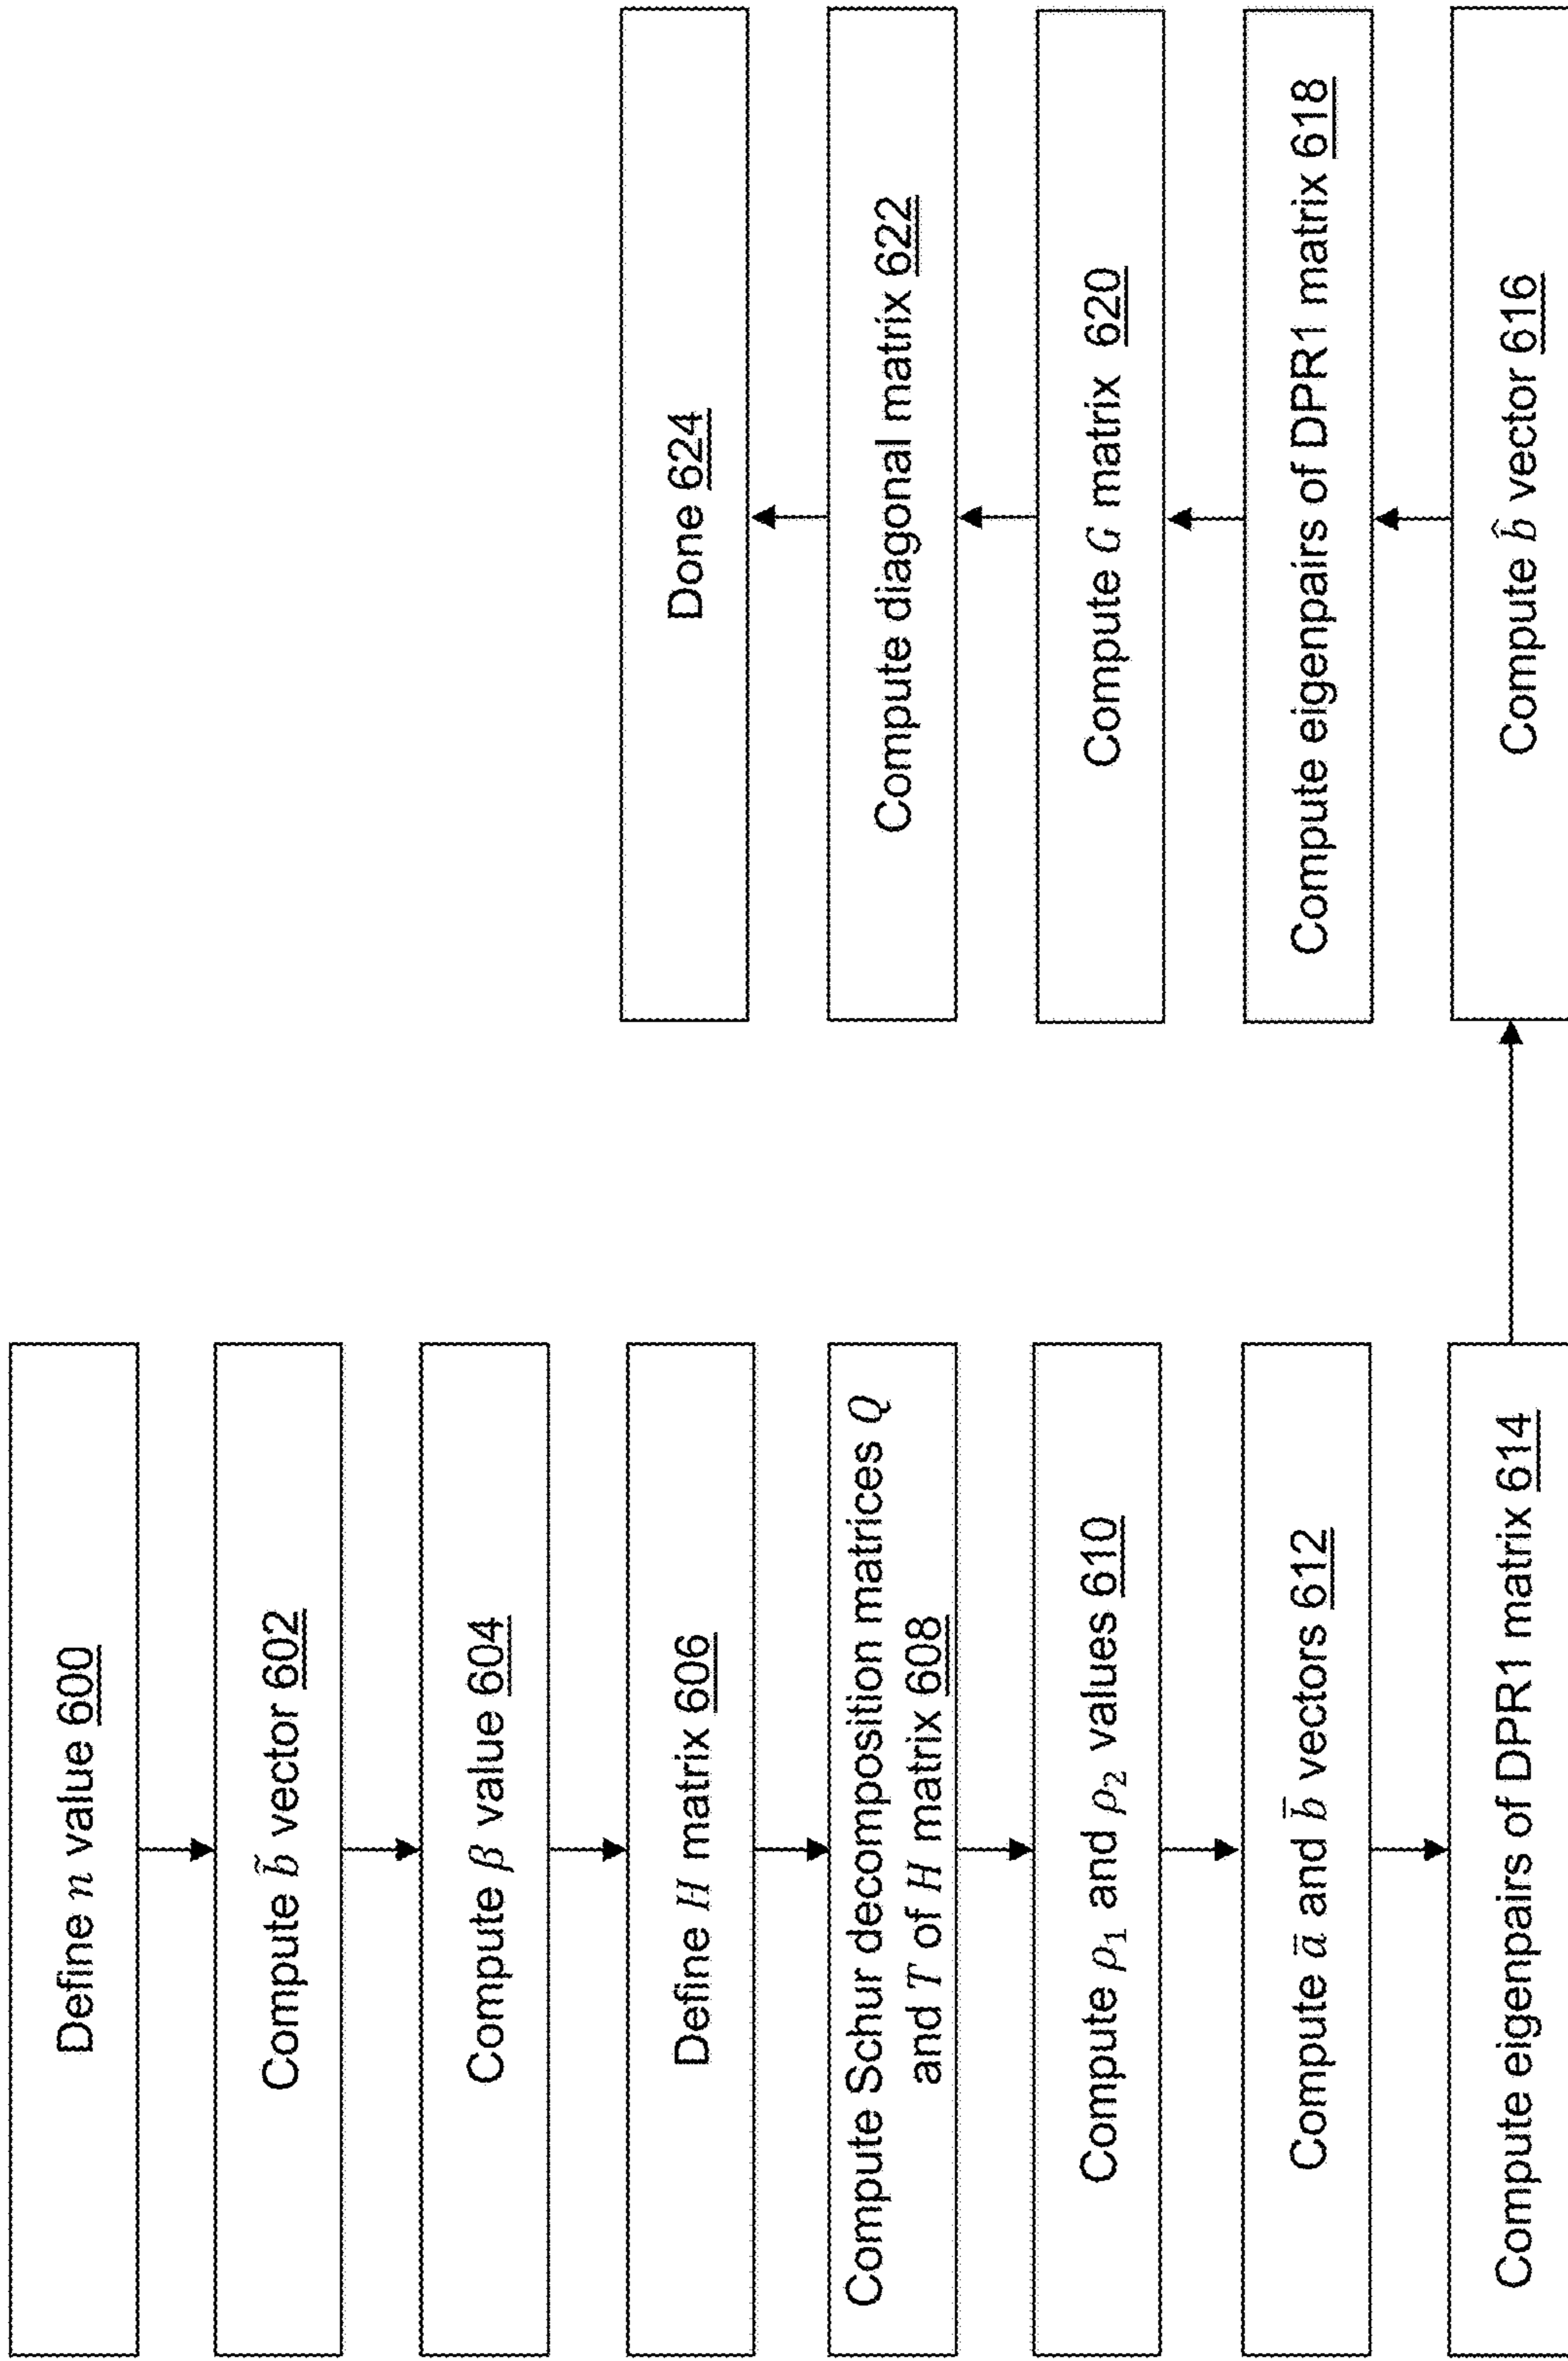 Define n value 600
Compute b̃ vector 602
Compute β value 604
Define H matrix 606
Compute Schur decomposition matrices Q
and T of H matrix 608
Compute ρ₁ and ρ₂ values 610
Compute a̅ and b̅ vectors 612
Compute eigenpairs of DPR1 matrix 614
Compute b̂ vector 616
Compute eigenpairs of DPR1 matrix 618
Compute G matrix 620
Compute diagonal matrix 622
Done 624